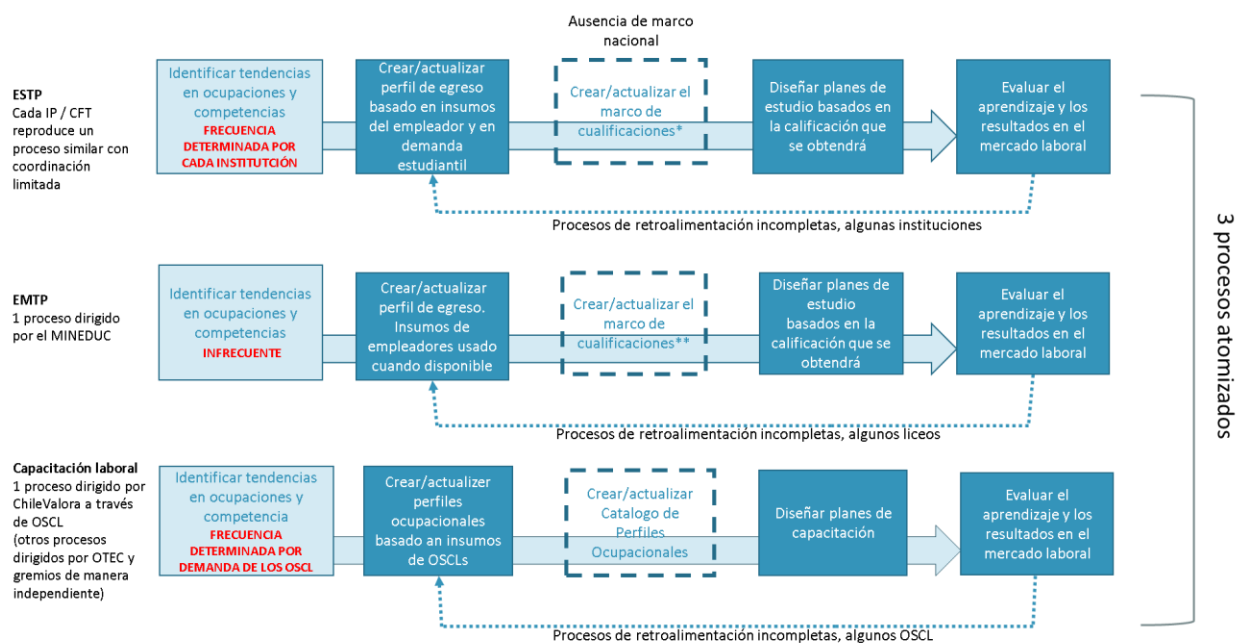 Ausencia de marco
nacional
ESTP
Cada IP / CFT
reproduce un
proceso similar con
coordinación
limitada
Identificar tendencias
en ocupaciones y
competencias
FRECUENCIA
DETERMINADA POR
CADA INSTITUTCIÓN
Crear/actualizar
perfil de egreso
basado en insumos
del empleador y en
demanda
estudiantil
Crear/actualizar el
marco de
cualificaciones*
Diseñar planes de
estudio basados en
la calificación que
se obtendrá
Evaluar el
aprendizaje y los
resultados en el
mercado laboral
Procesos de retroalimentación incompletas, algunas instituciones
EMTP
1 proceso dirigido
por el MINEDUC
Identificar tendencias
en ocupaciones y
competencias
INFRECUENTE
Crear/actualizar
perfil de egreso.
Insumos de
empleadores usado
cuando disponible
Crear/actualizar el
marco de
cualificaciones**
Diseñar planes de
estudio
basados en la
calificación que se
obtendrá
Evaluar el
aprendizaje y los
resultados en el
mercado laboral
Procesos de retroalimentación incompletas, algunos liceos
Capacitación laboral
1 proceso dirigido por
ChileValora a través
de OSCL
(otros procesos
dirigidos por OTEC y
gremios de manera
independiente)
Identificar tendencias
en ocupaciones y
competencia
FRECUENCIA
DETERMINADA POR
DEMANDA DE LOS OSCL
Crear/actualizer
perfiles
ocupacionales
basado an insumos
de OSCLs
Crear/actualizar
Catalogo de
Perfiles
Ocupacionales
Diseñar planes de
capacitación
Evaluar el
aprendizaje y los
resultados en el
mercado laboral
Procesos de retroalimentación incompletas, algunos OSCL
3 procesos atomizados